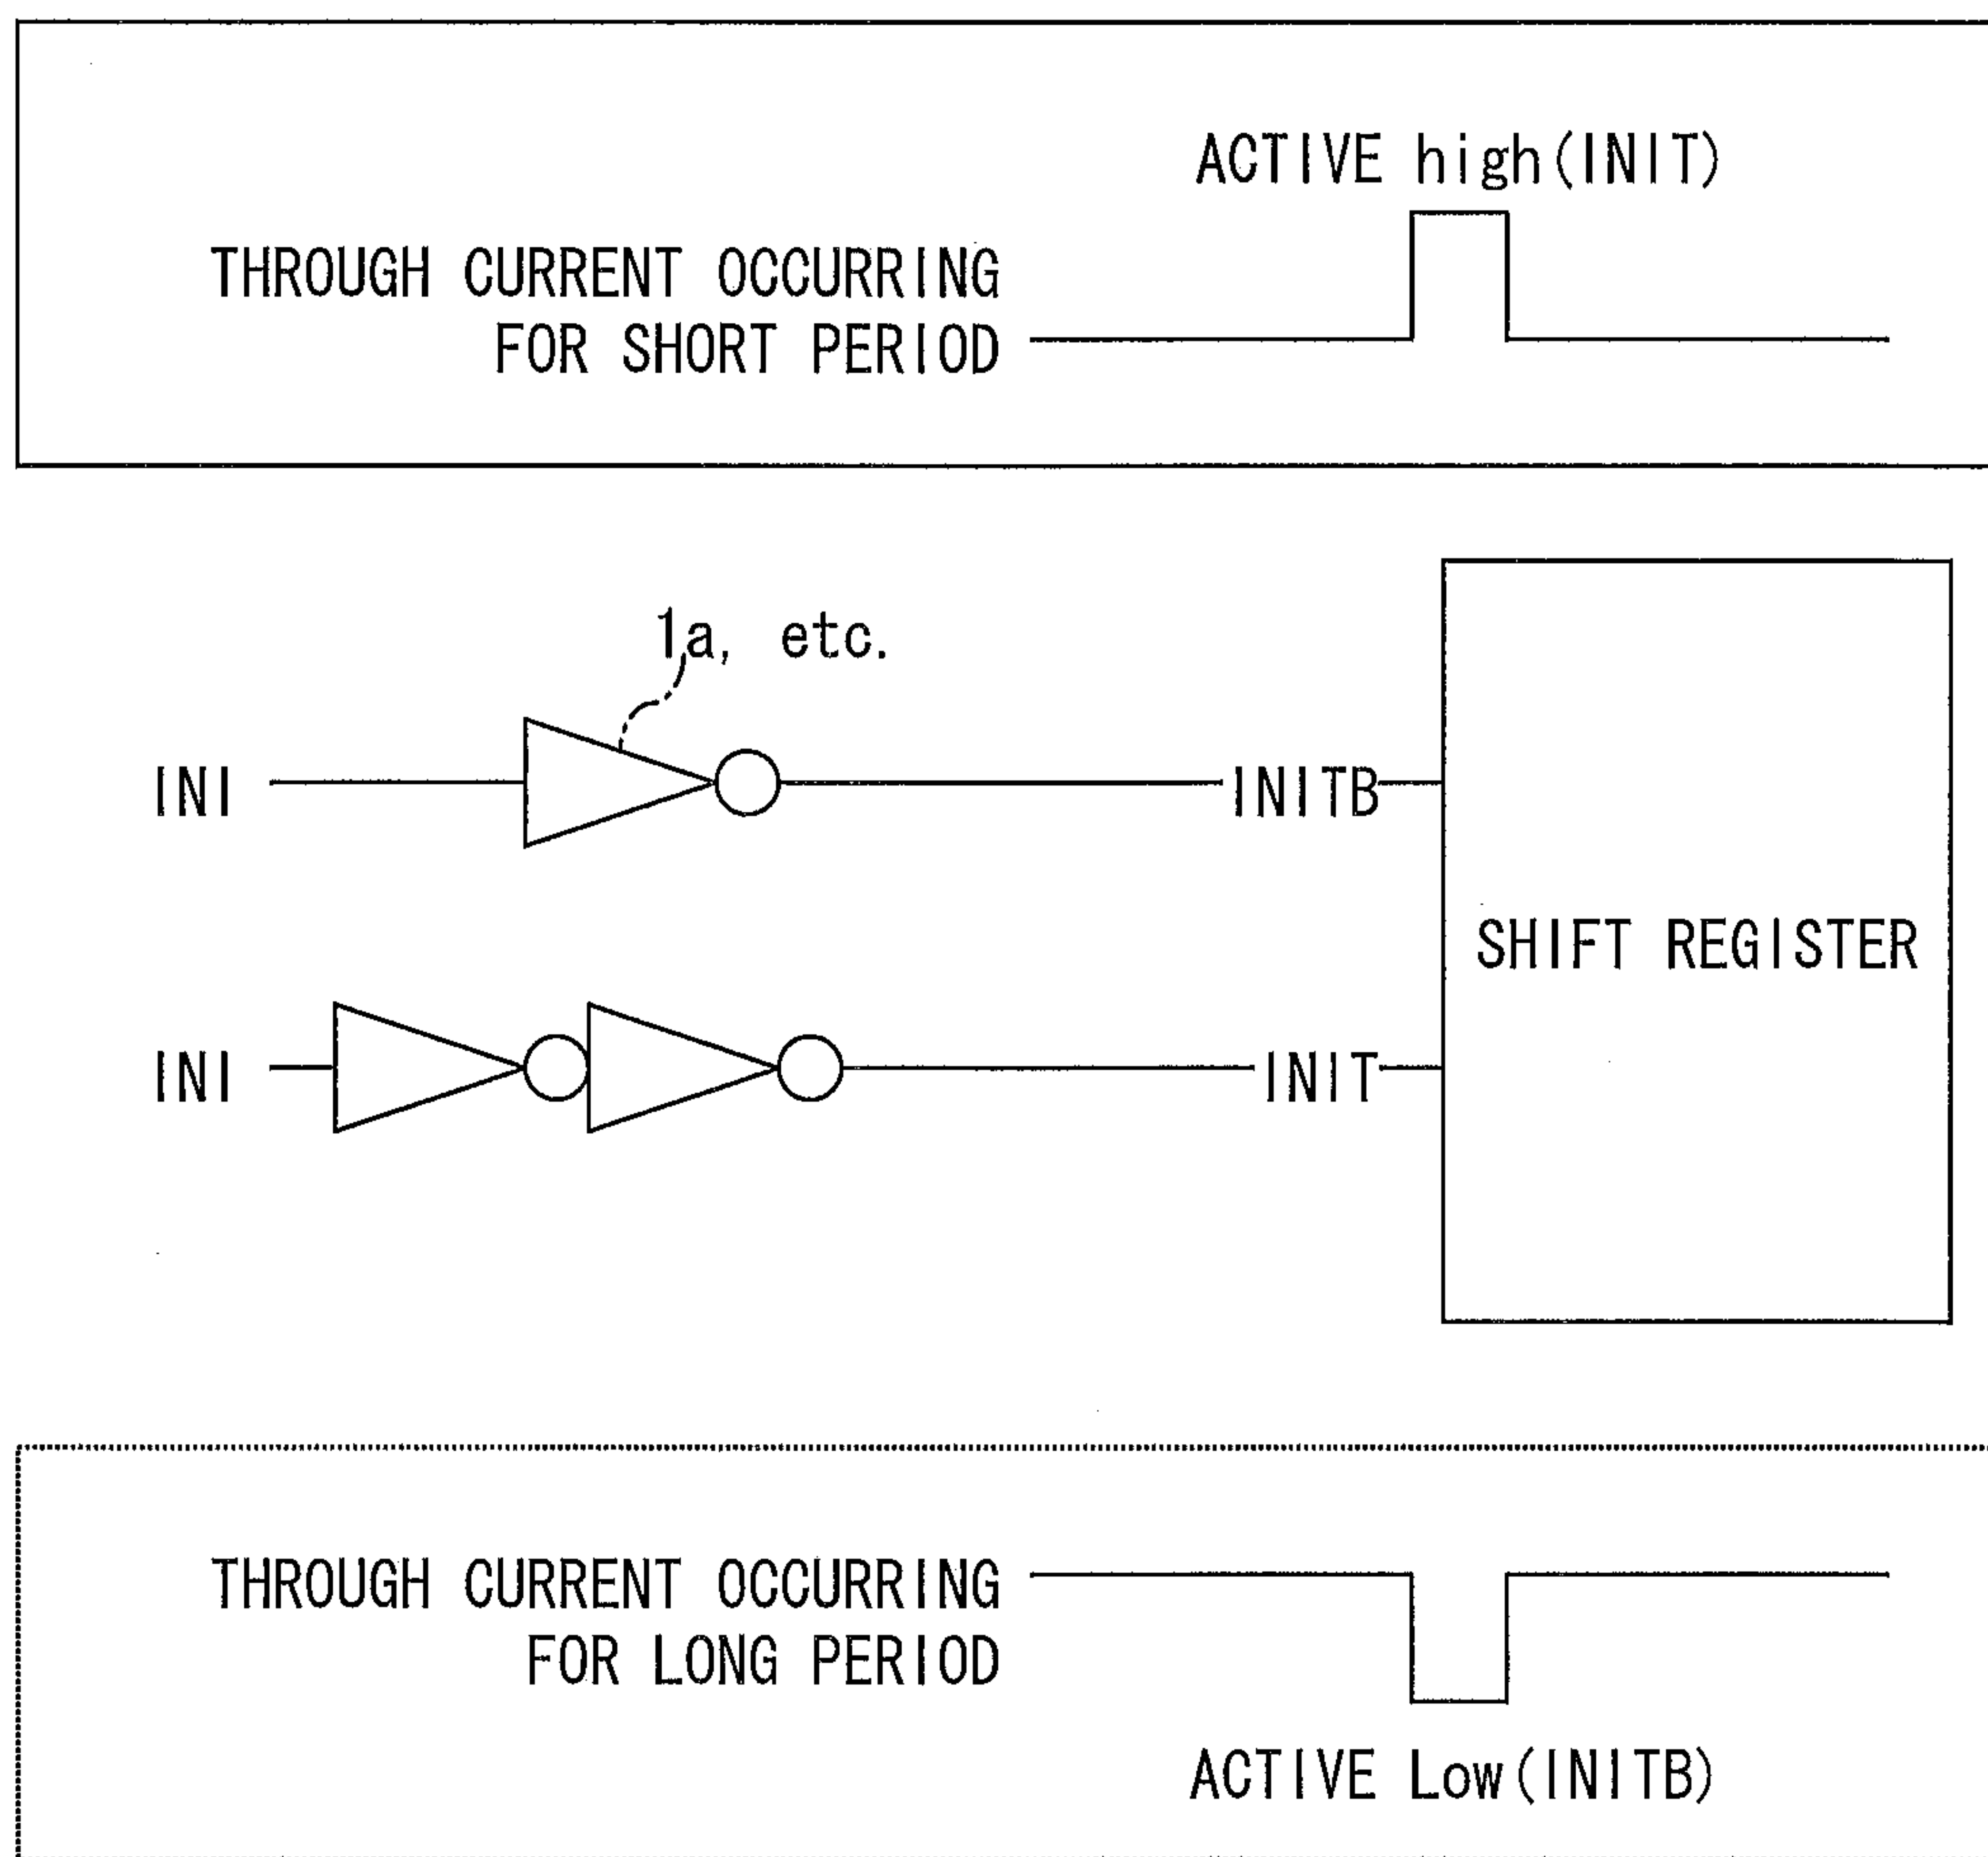 ACTIVE high(INIT)
THROUGH CURRENT OCCURRING
FOR SHORT PERIOD
1a, etc.
INI
INITB
SHIFT REGISTER
INI
INIT
THROUGH CURRENT OCCURRING
FOR LONG PERIOD
ACTIVE Low(INITB)